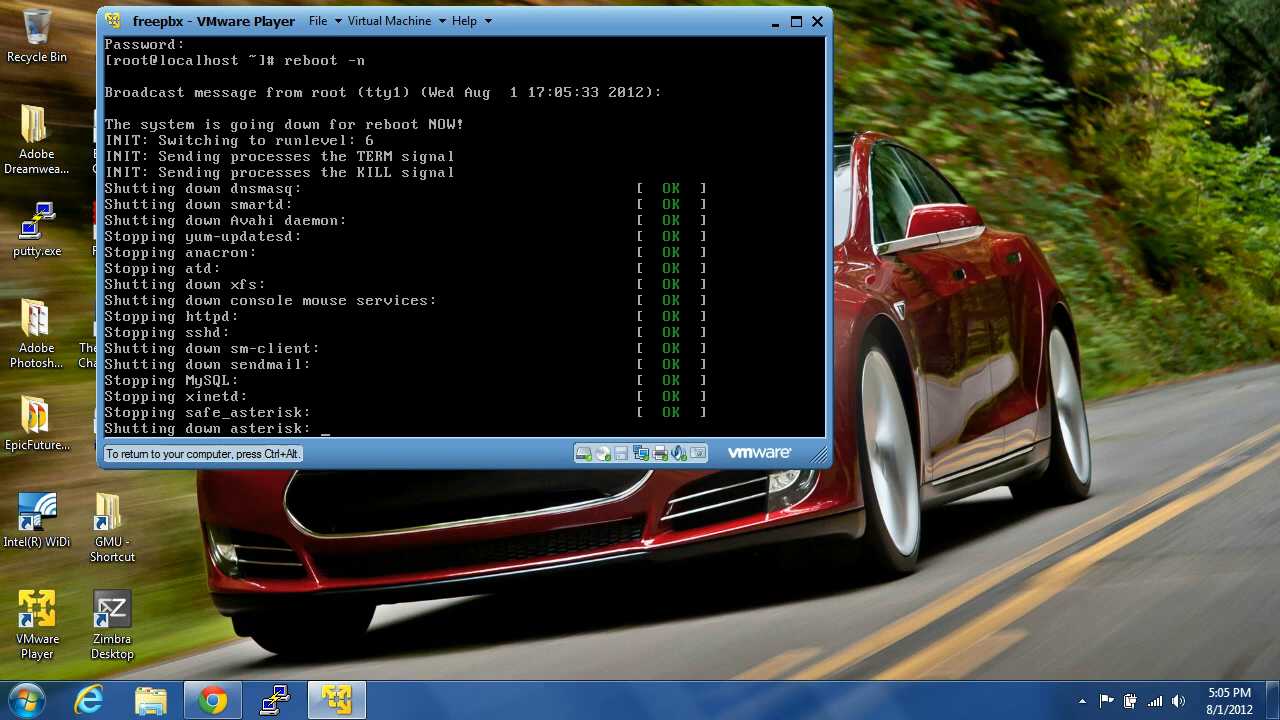 freepbx - VMware Player File Virtual Machine Help
Password:
[root@localhost ~]# reboot -n
Broadcast message from root (tty1) (Wed Aug  1 17:05:33 2012):
The system is going down for reboot NOW!
INIT: Switching to runlevel: 6
INIT: Sending processes the TERM signal
INIT: Sending processes the KILL signal
Shutting down dnsmasq: [  OK  ]
Shutting down smartd: [  OK  ]
Shutting down Avahi daemon: [  OK  ]
Stopping yum-updatesd: [  OK  ]
Stopping anacron: [  OK  ]
Stopping atd: [  OK  ]
Shutting down xfs: [  OK  ]
Shutting down console mouse services: [  OK  ]
Stopping httpd: [  OK  ]
Stopping sshd: [  OK  ]
Shutting down sm-client: [  OK  ]
Shutting down sendmail: [  OK  ]
Stopping MySQL: [  OK  ]
Stopping xinetd: [  OK  ]
Stopping safe_asterisk: [  OK  ]
Shutting down asterisk: _
To return to your computer, press Ctrl+Alt.
vmware
Recycle Bin
Adobe
Dreamwea...
putty.exe
Adobe
Photosh...
EpicFuture...
Intel(R) WiDi
GMU -
Shortcut
VMware
Player
Zimbra
Desktop
5:05 PM
8/1/2012